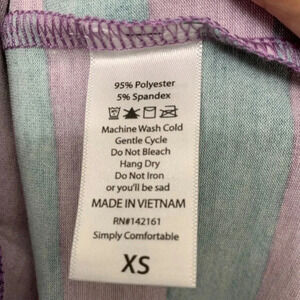 95% Polyester
5% Spandex
Machine Wash Cold
Gentle Cycle
Do Not Bleach
Hang Dry
Do Not Iron
or you'll be sad
MADE IN VIETNAM
RN#142161
Simply Comfortable
XS